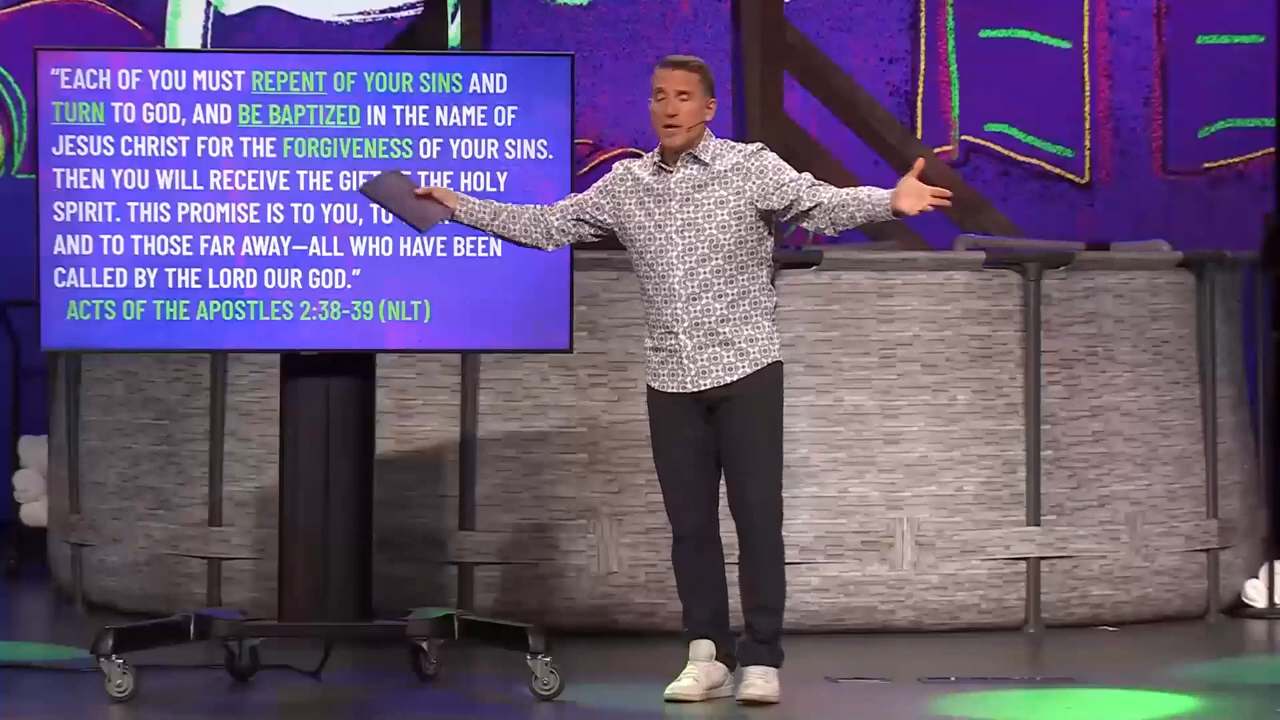 “EACH OF YOU MUST REPENT OF YOUR SINS AND
TURN TO GOD, AND BE BAPTIZED IN THE NAME OF
JESUS CHRIST FOR THE FORGIVENESS OF YOUR SINS.
THEN YOU WILL RECEIVE THE GIFT THE HOLY
SPIRIT. THIS PROMISE IS TO YOU,
AND TO THOSE FAR AWAY—ALL WHO HAVE BEEN
CALLED BY THE LORD OUR GOD.”
ACTS OF THE APOSTLES 2:38-39 (NLT)